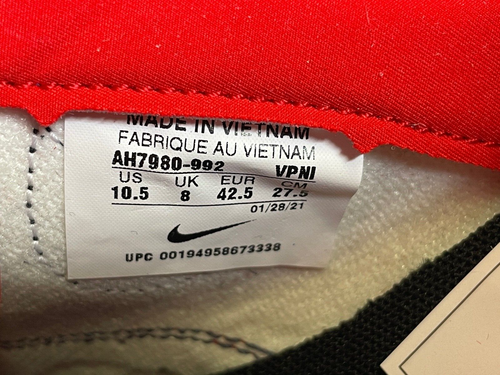 MADE IN VIETNAM
FABRIQUE AU VIETNAM
AH7980-992 VPNI
US UK EUR CM
10.5 8 42.5 27.5
01/28/21
UPC 00194958673338